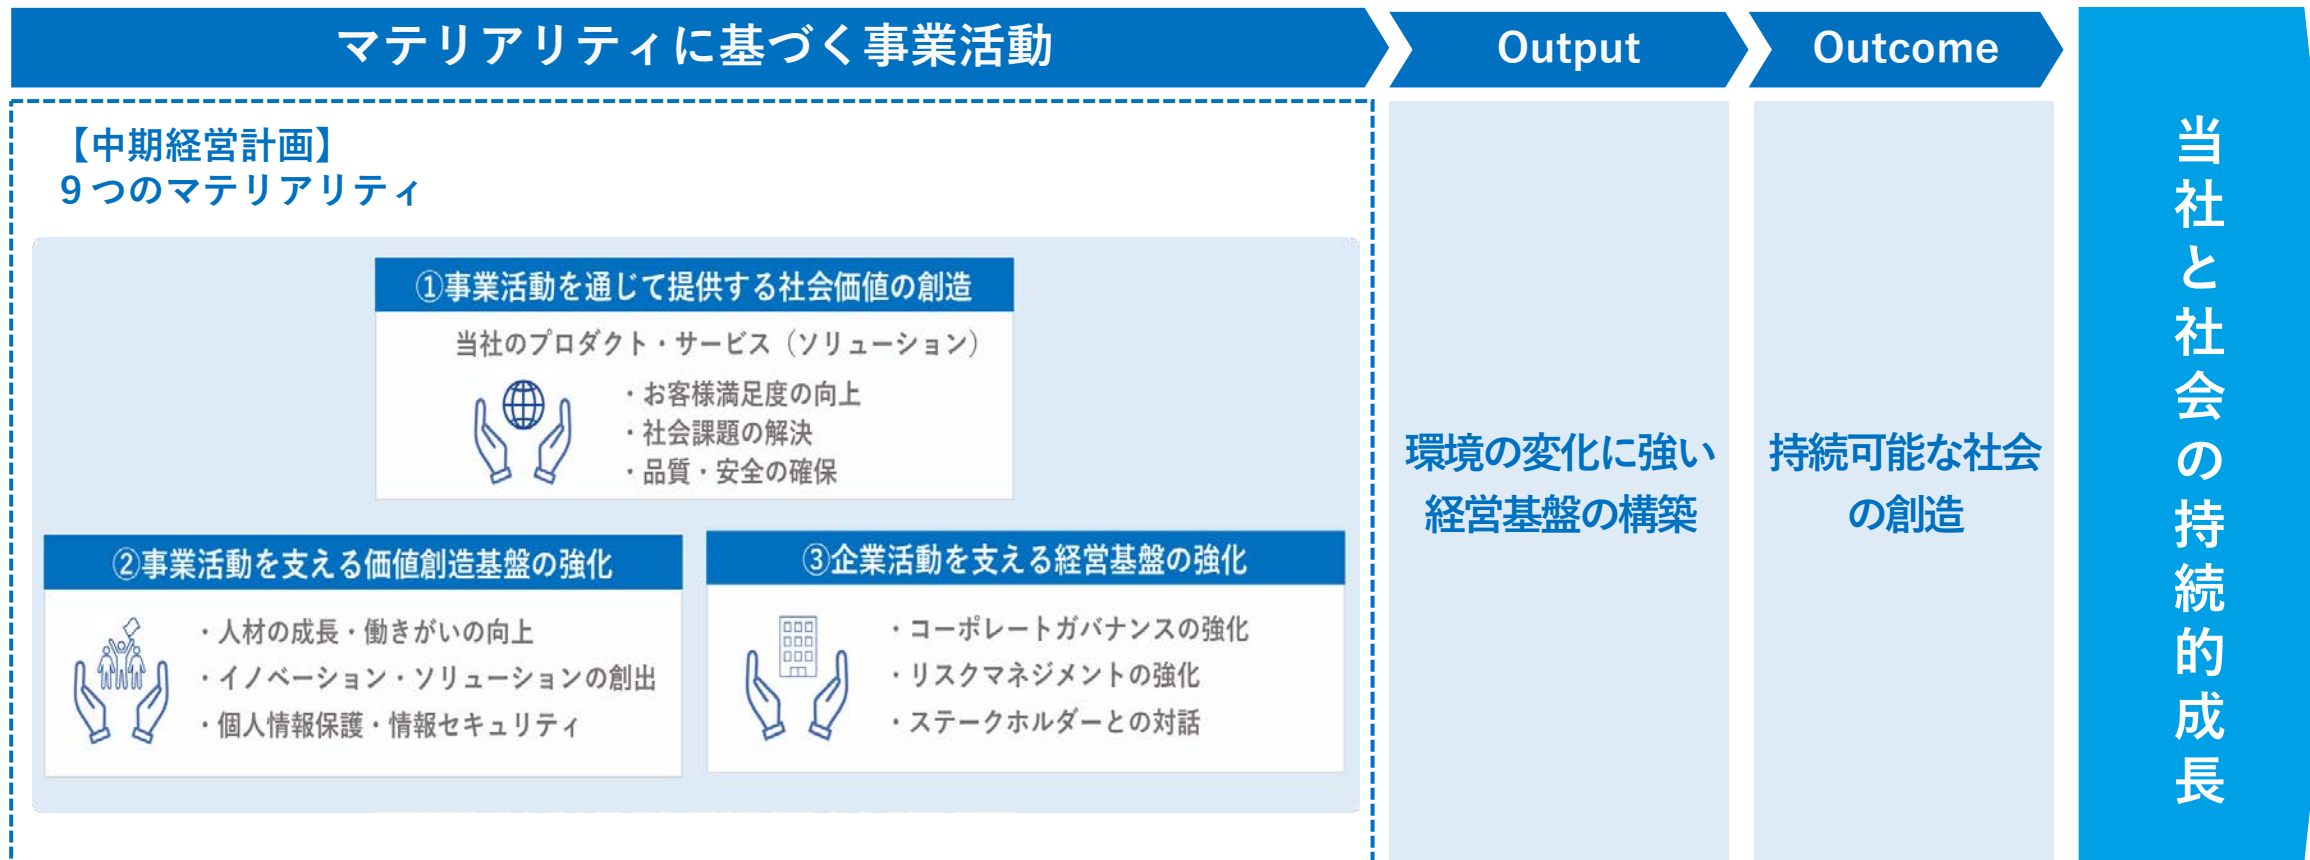 マテリアリティに基づく事業活動
Output
Outcome
【中期経営計画】
９つのマテリアリティ
①事業活動を通じて提供する社会価値の創造
当社のプロダクト・サービス（ソリューション）
・お客様満足度の向上
・社会課題の解決
・品質・安全の確保
②事業活動を支える価値創造基盤の強化
・人材の成長・働きがいの向上
・イノベーション・ソリューションの創出
・個人情報保護・情報セキュリティ
③企業活動を支える経営基盤の強化
・コーポレートガバナンスの強化
・リスクマネジメントの強化
・ステークホルダーとの対話
環境の変化に強い
経営基盤の構築
持続可能な社会
の創造
当社と社会の持続的成長